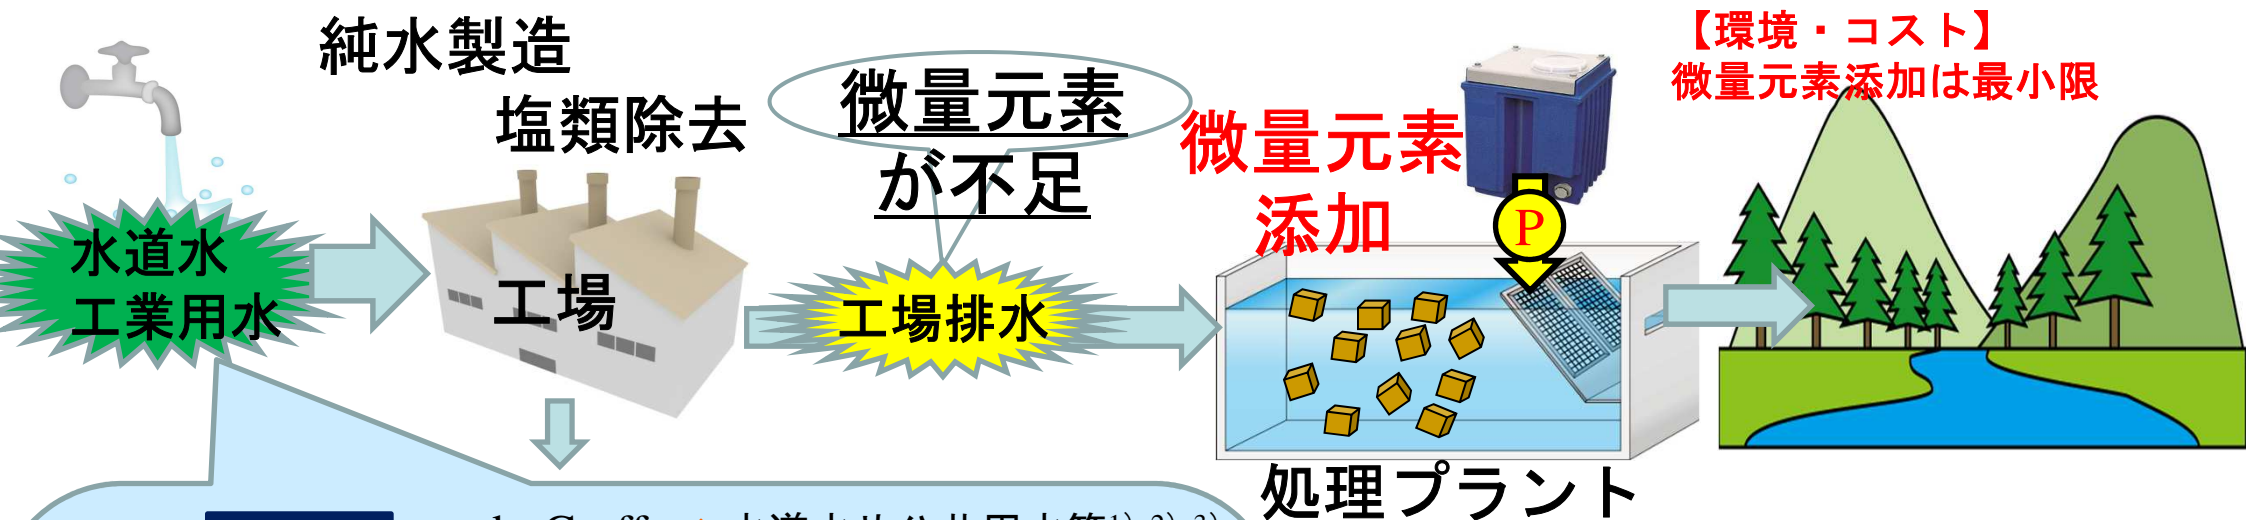 純水製造
塩類除去
水道水
工業用水
工場
微量元素
が不足
工場排水
微量元素
添加
P
処理プラント
【環境・コスト】
微量元素添加は最小限